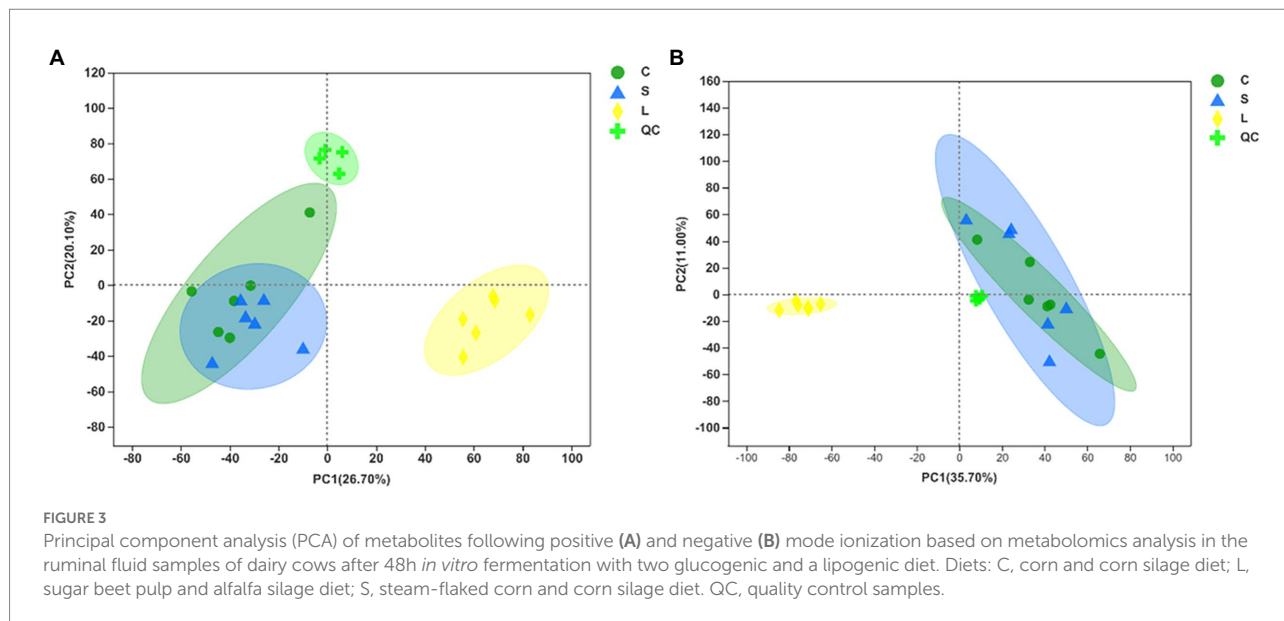 A
B
120
100
80
60
40
20
0
-20
-40
-60
-80
PC2(20.10%)
-80 -60 -40 -20 0 20 40 60 80 100
PC1(26.70%)
C
S
L
QC
160
140
120
100
80
60
40
20
0
-20
-40
-60
-80
-100
PC2(11.00%)
-100 -80 -60 -40 -20 0 20 40 60 80 100
PC1(35.70%)
C
S
L
QC
FIGURE 3
Principal component analysis (PCA) of metabolites following positive (A) and negative (B) mode ionization based on metabolomics analysis in the
ruminal fluid samples of dairy cows after 48h in vitro fermentation with two glucogenic and a lipogenic diet. Diets: C, corn and corn silage diet; L,
sugar beet pulp and alfalfa silage diet; S, steam-flaked corn and corn silage diet. QC, quality control samples.